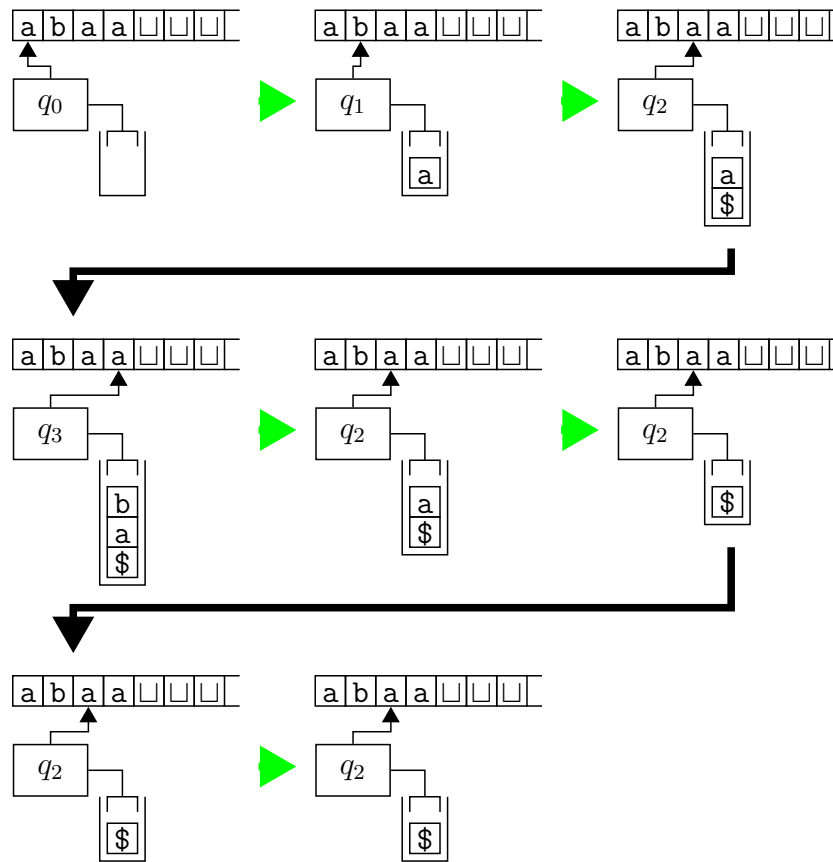 a b a a ⊔ ⊔ ⊔ a b a a ⊔ ⊔ ⊔ a b a a ⊔ ⊔ ⊔
q₀ q₁ q₂
a a
$
a b a a ⊔ ⊔ ⊔ a b a a ⊔ ⊔ ⊔ a b a a ⊔ ⊔ ⊔
q₃ q₂ q₂
b a $
a $
$
a b a a ⊔ ⊔ ⊔ a b a a ⊔ ⊔ ⊔
q₂ q₂
$ $